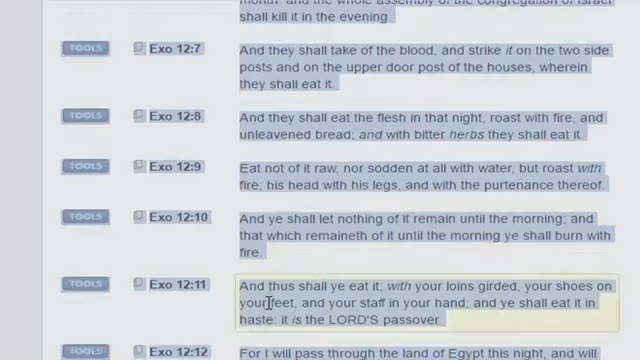 month: and the whole assembly of the congregation of Israel
shall kill it in the evening.
TOOLS Exo 12:7 And they shall take of the blood, and strike it on the two side
posts and on the upper door post of the houses, wherein
they shall eat it.
TOOLS Exo 12:8 And they shall eat the flesh in that night, roast with fire, and
unleavened bread; and with bitter herbs they shall eat it.
TOOLS Exo 12:9 Eat not of it raw, nor sodden at all with water, but roast with
fire; his head with his legs, and with the purtenance thereof.
TOOLS Exo 12:10 And ye shall let nothing of it remain until the morning; and
that which remaineth of it until the morning ye shall burn with
fire.
TOOLS Exo 12:11 And thus shall ye eat it; with your loins girded, your shoes on
your feet, and your staff in your hand; and ye shall eat it in
haste: it is the LORD'S passover.
TOOLS Exo 12:12 For I will pass through the land of Egypt this night, and will